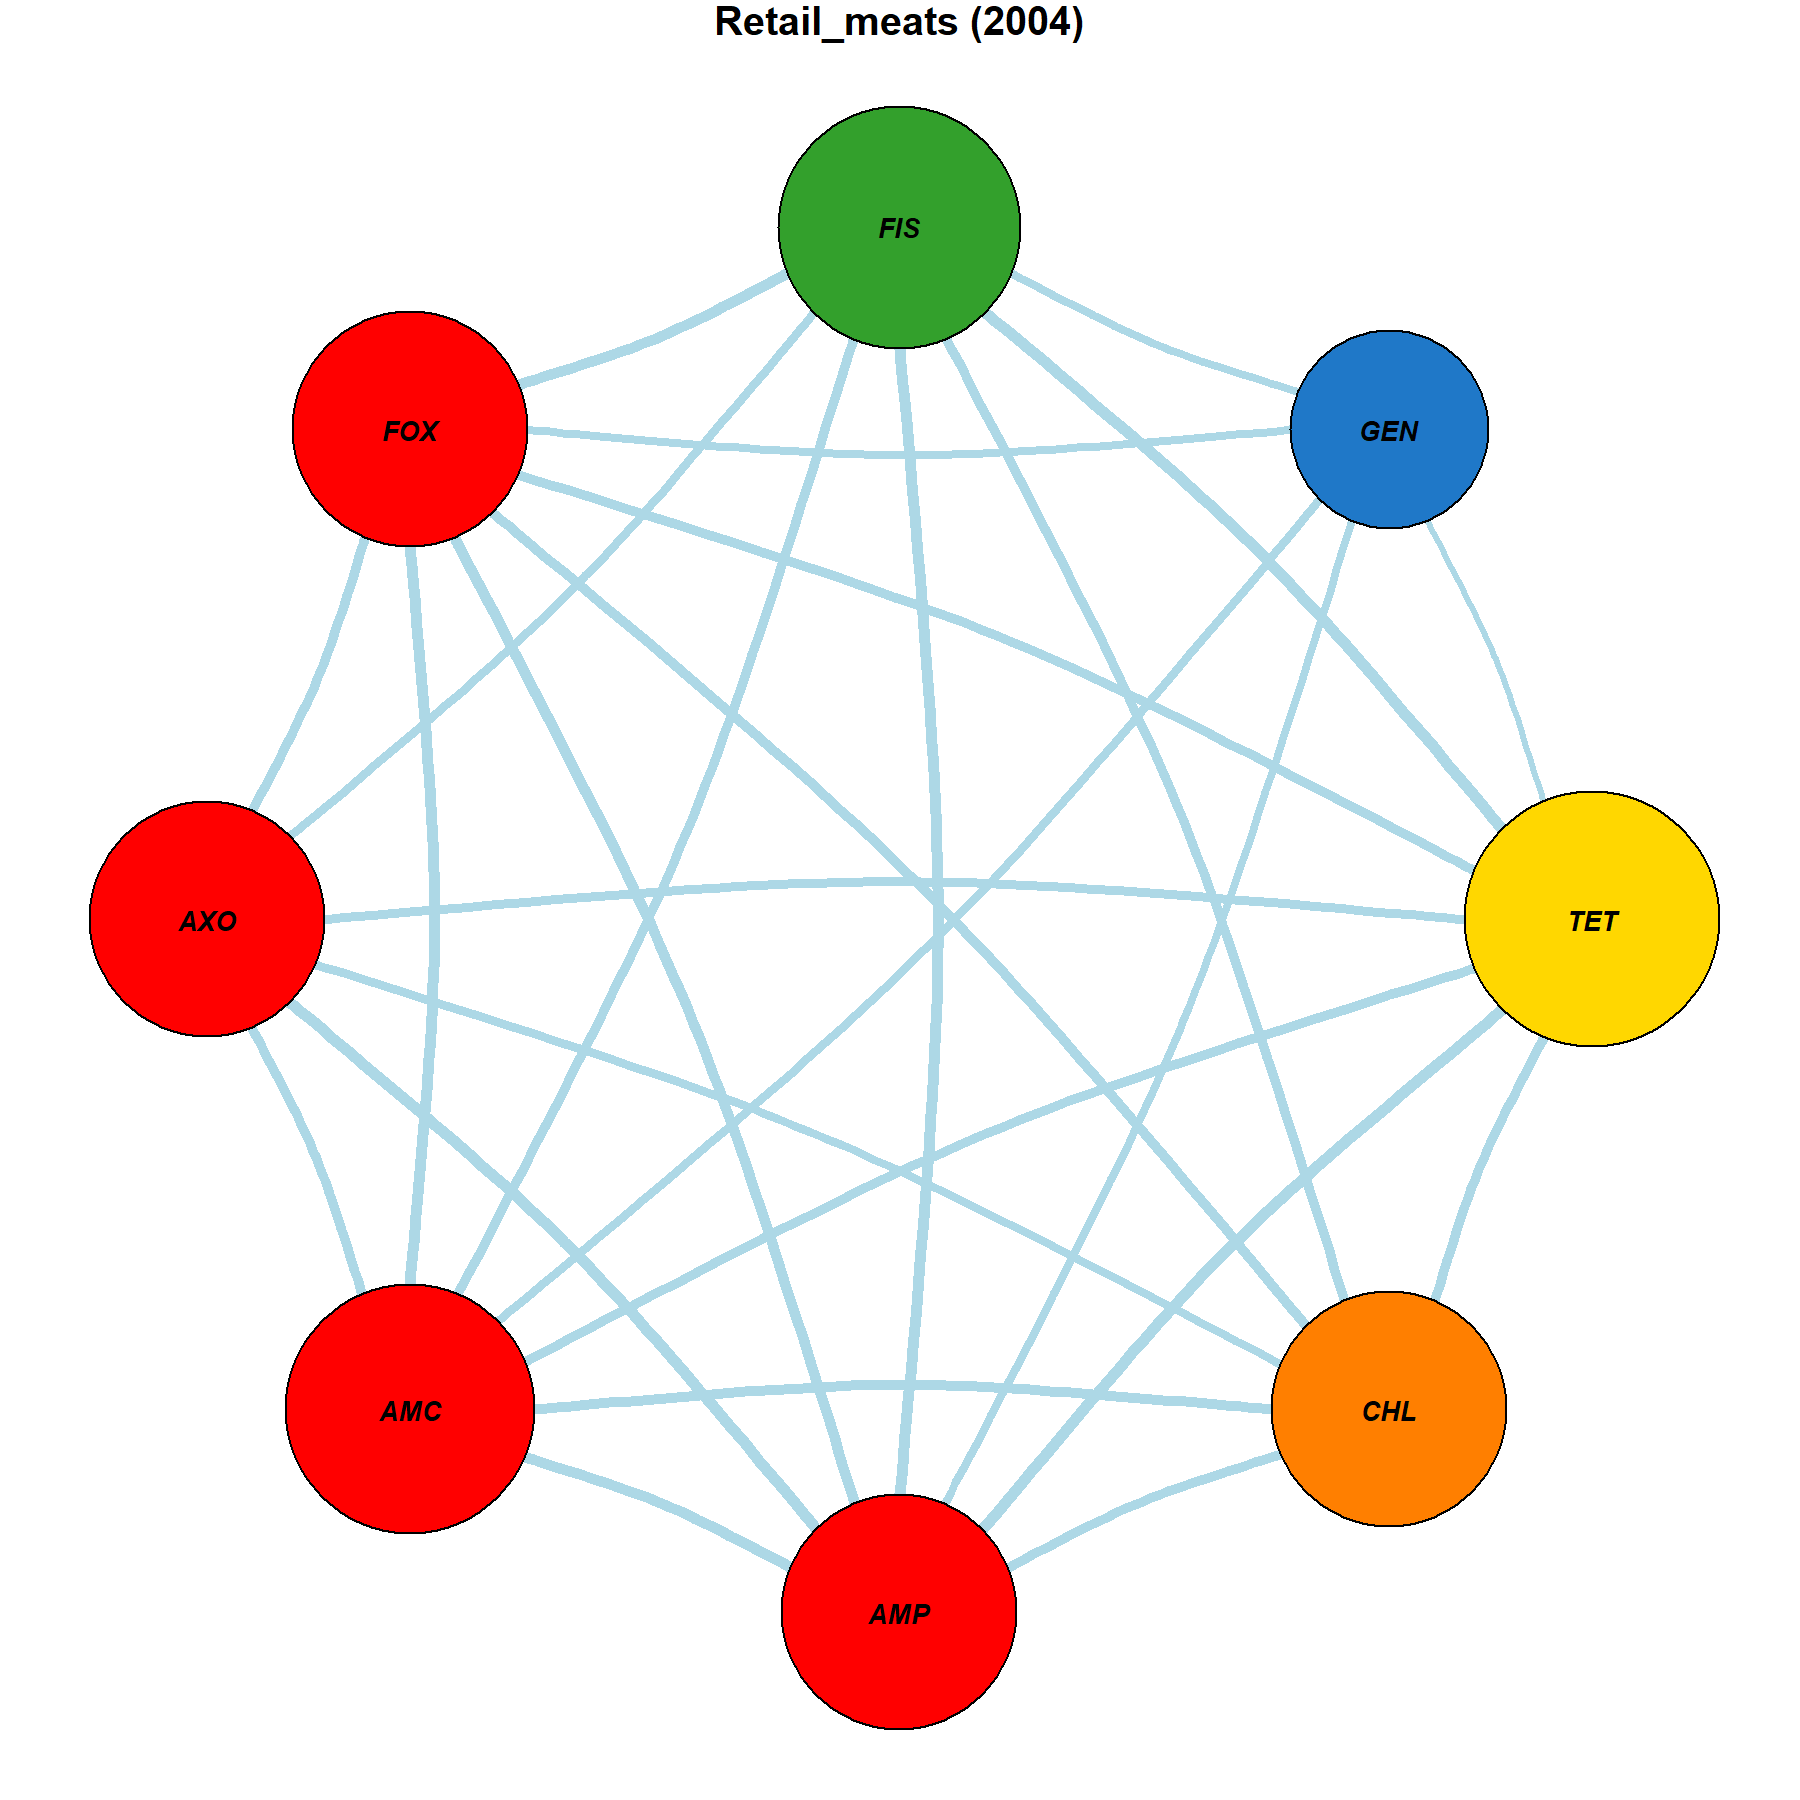 Retail_meats (2004)
FIS
FOX
GEN
AXO
TET
AMC
CHL
AMP